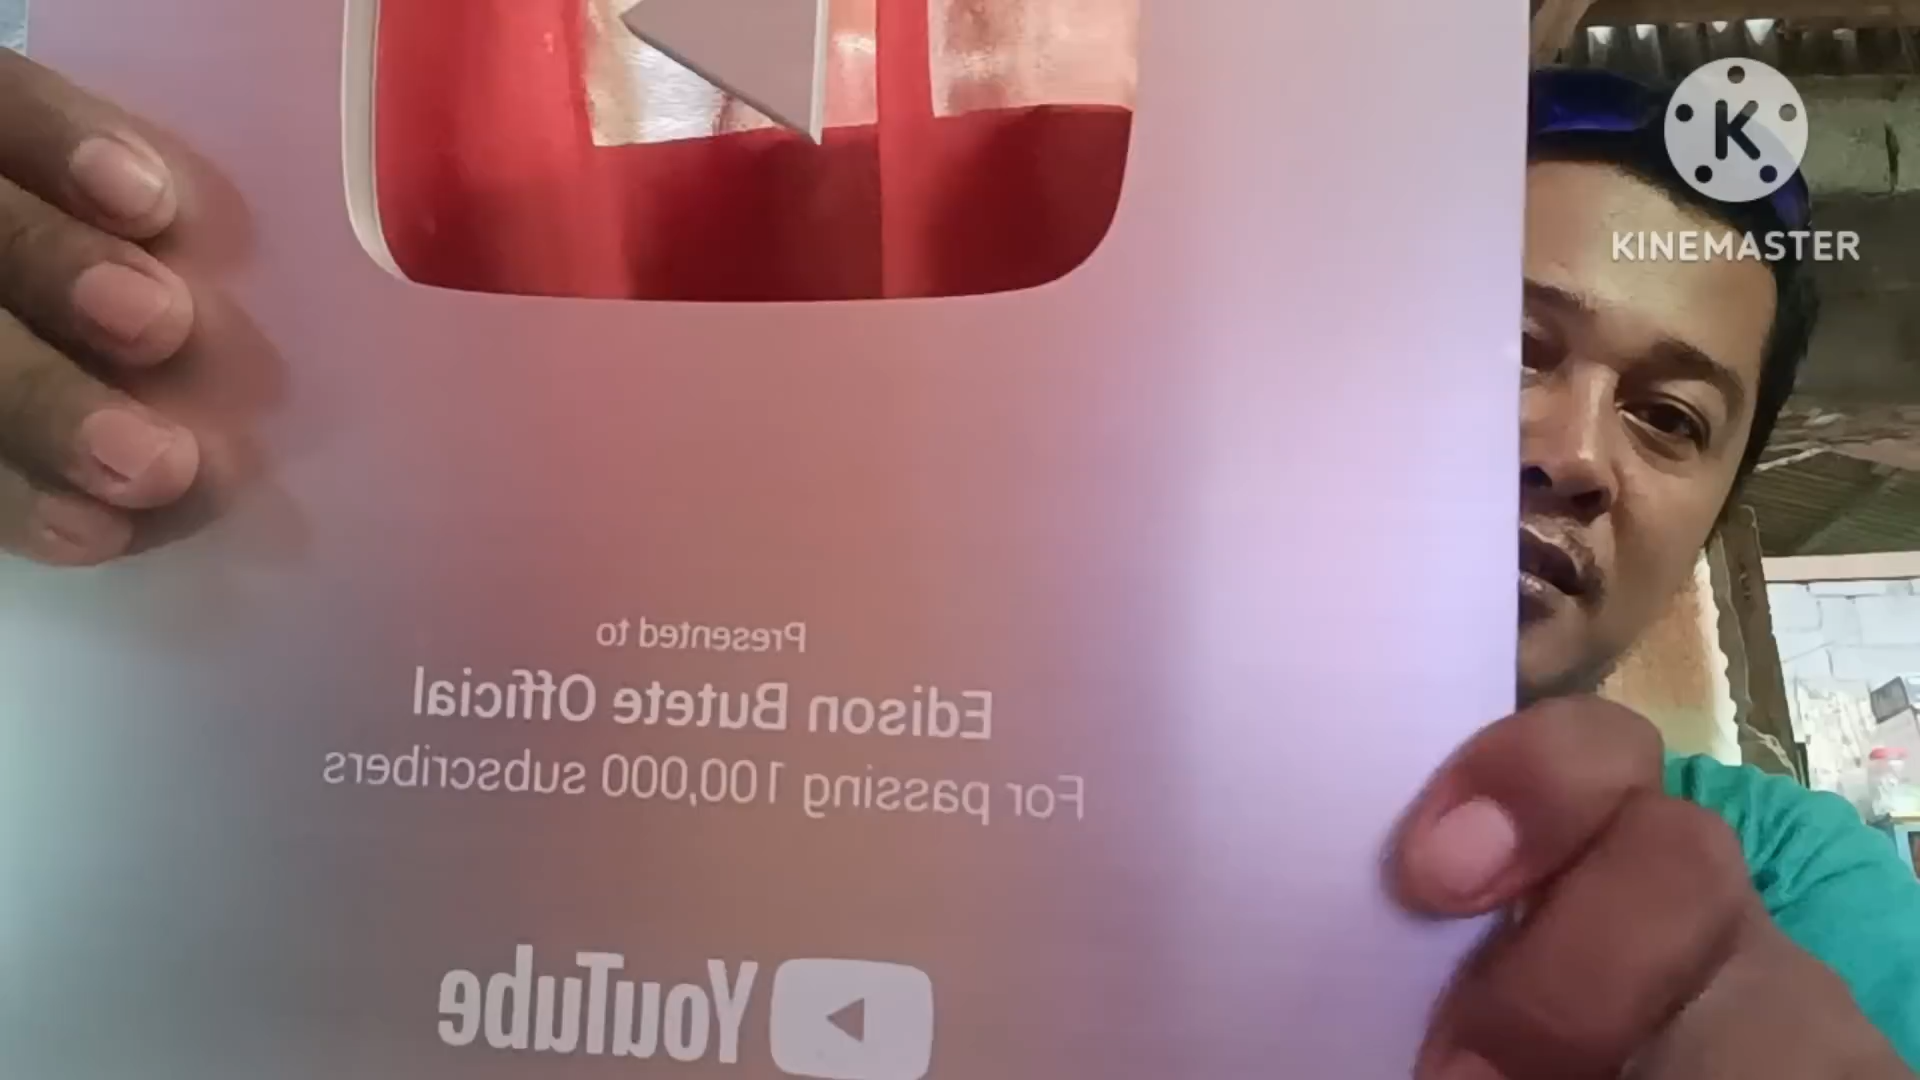 K
KINEMASTER
Presented to
Edison Butete Official
For passing 100,000 subscribers
YouTube